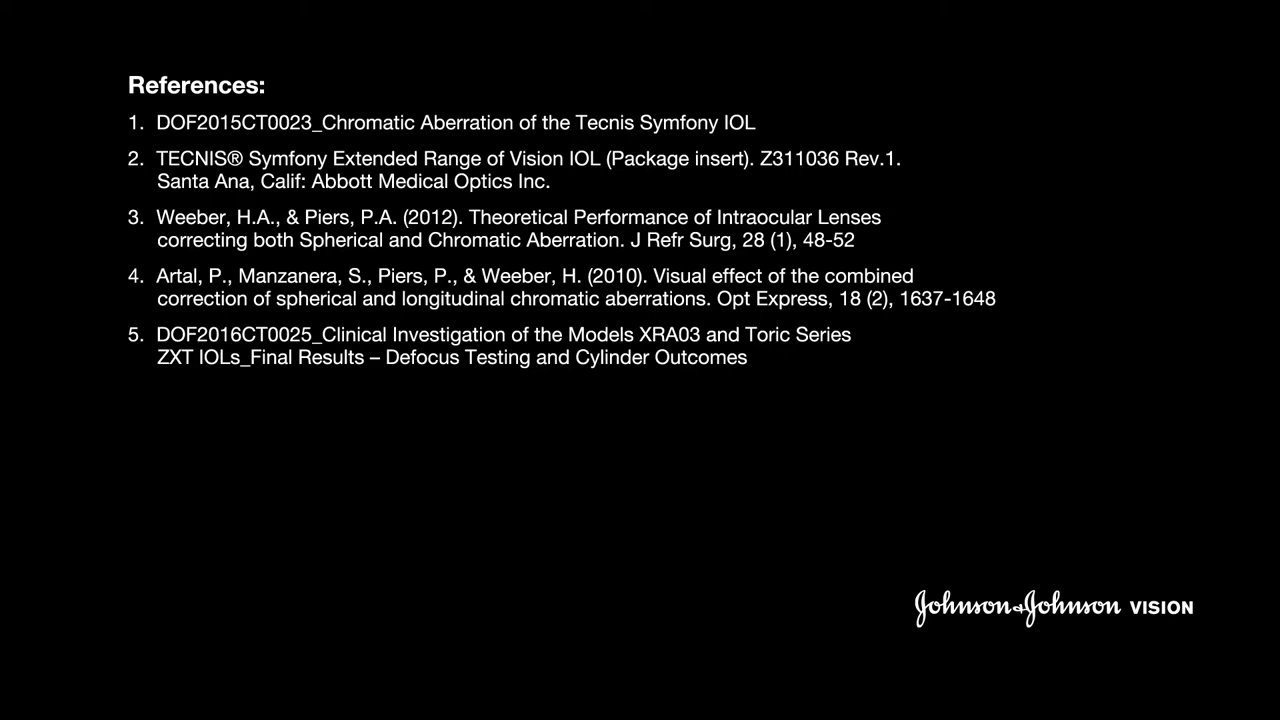 References:
1. DOF2015CT0023_Chromatic Aberration of the Tecnis Symfony IOL
2. TECNIS® Symfony Extended Range of Vision IOL (Package insert). Z311036 Rev.1.
Santa Ana, Calif: Abbott Medical Optics Inc.
3. Weeber, H.A., & Piers, P.A. (2012). Theoretical Performance of Intraocular Lenses
correcting both Spherical and Chromatic Aberration. J Refr Surg, 28 (1), 48-52
4. Artal, P., Manzanera, S., Piers, P., & Weeber, H. (2010). Visual effect of the combined
correction of spherical and longitudinal chromatic aberrations. Opt Express, 18 (2), 1637-1648
5. DOF2016CT0025_Clinical Investigation of the Models XRA03 and Toric Series
ZXT IOLs_Final Results – Defocus Testing and Cylinder Outcomes
Johnson & Johnson VISION